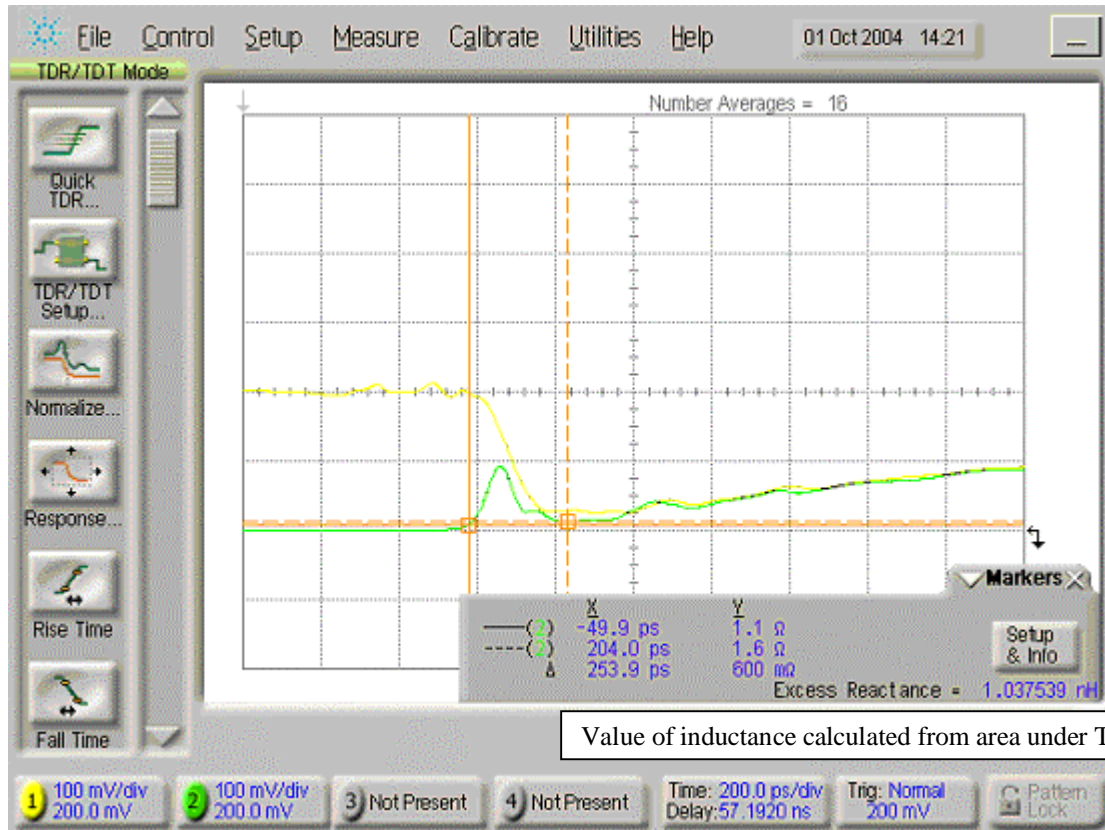 File Control Setup Measure Calibrate Utilities Help 01 Oct 2004 14:21
TDR/TDT Mode
Number Averages = 16
Quick
TDR...
TDR/TDT
Setup...
Normalize...
Response...
Rise Time
Fall Time
Markers
X Y
(2) -49.9 ps 1.1 Ω
----(2) 204.0 ps 1.6 Ω
Δ 253.9 ps 600 mΩ
Setup
& Info
Excess Reactance = 1.037539 nH
Value of inductance calculated from area under T
1 100 mV/div
200.0 mV
2 100 mV/div
200.0 mV
3 Not Present
4 Not Present
Time: 200.0 ps/div
Delay:57.1920 ns
Trig: Normal
200 mV
Pattern
Lock